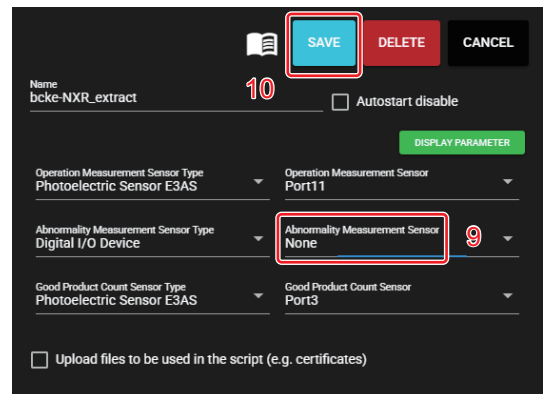 SAVE DELETE CANCEL
10
Name
bcke-NXR_extract
Autostart disable
DISPLAY PARAMETER
Operation Measurement Sensor Type
Photoelectric Sensor E3AS
Operation Measurement Sensor
Port11
Abnormality Measurement Sensor Type
Digital I/O Device
Abnormality Measurement Sensor
None
9
Good Product Count Sensor Type
Photoelectric Sensor E3AS
Good Product Count Sensor
Port3
Upload files to be used in the script (e.g. certificates)